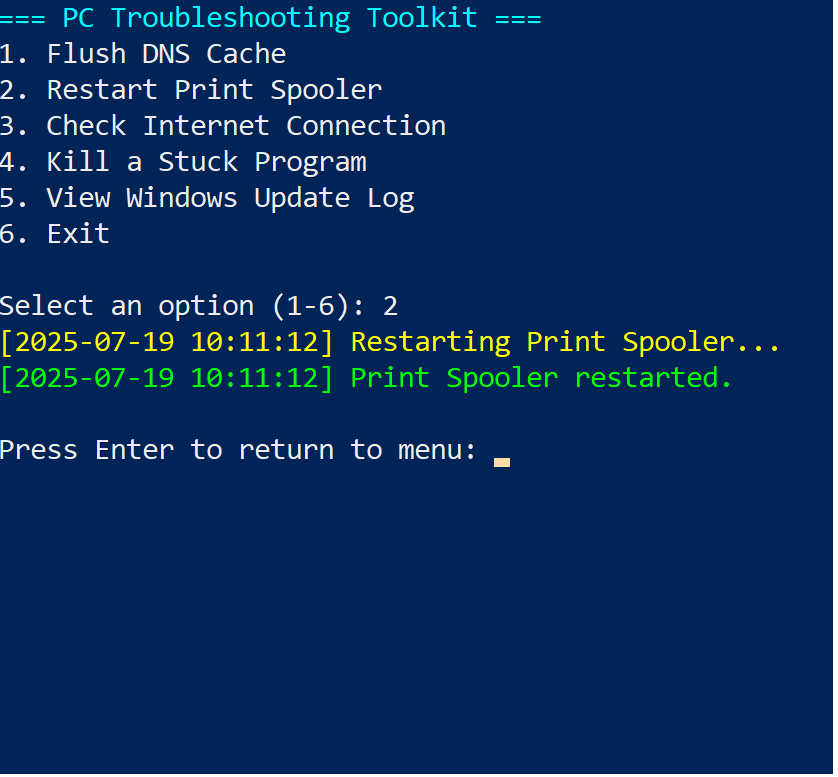 === PC Troubleshooting Toolkit ===
1. Flush DNS Cache
2. Restart Print Spooler
3. Check Internet Connection
4. Kill a Stuck Program
5. View Windows Update Log
6. Exit
Select an option (1-6): 2
[2025-07-19 10:11:12] Restarting Print Spooler...
[2025-07-19 10:11:12] Print Spooler restarted.
Press Enter to return to menu: